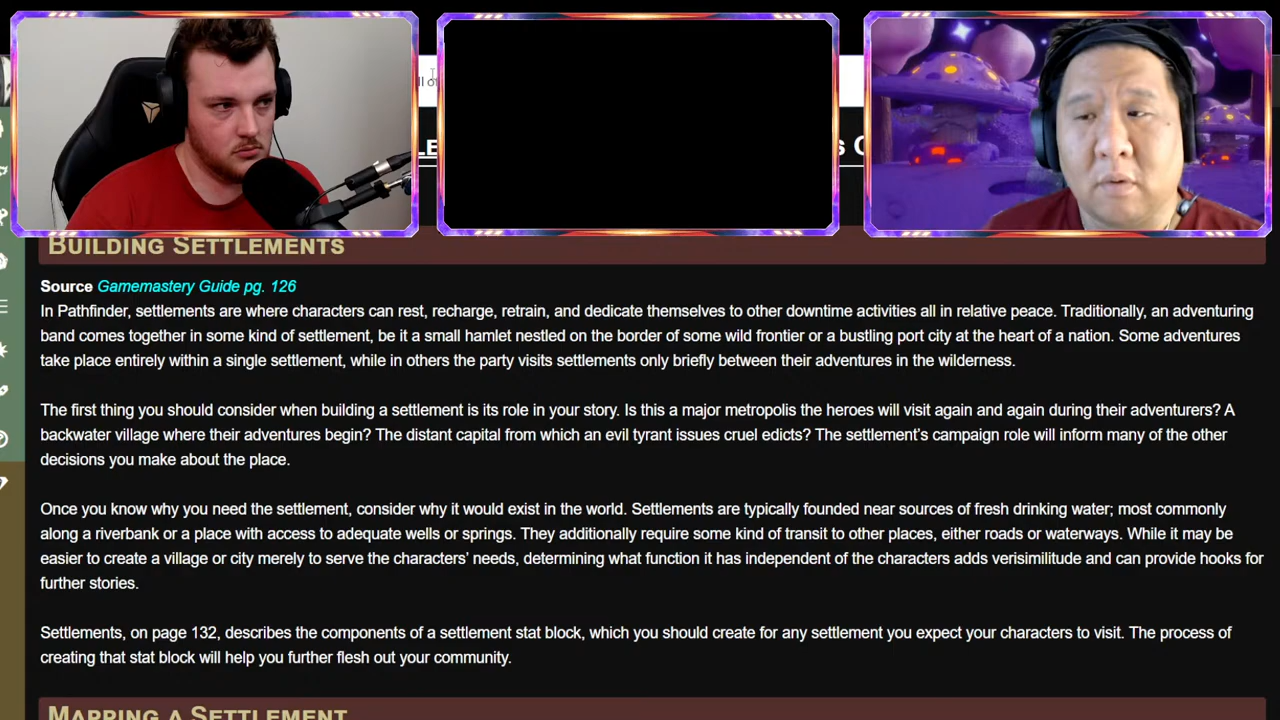 BUILDING SETTLEMENTS
Source Gamemastery Guide pg. 126
In Pathfinder, settlements are where characters can rest, recharge, retrain, and dedicate themselves to other downtime activities all in relative peace. Traditionally, an adventuring
band comes together in some kind of settlement, be it a small hamlet nestled on the border of some wild frontier or a bustling port city at the heart of a nation. Some adventures
take place entirely within a single settlement, while in others the party visits settlements only briefly between their adventures in the wilderness.
The first thing you should consider when building a settlement is its role in your story. Is this a major metropolis the heroes will visit again and again during their adventurers? A
backwater village where their adventures begin? The distant capital from which an evil tyrant issues cruel edicts? The settlement's campaign role will inform many of the other
decisions you make about the place.
Once you know why you need the settlement, consider why it would exist in the world. Settlements are typically founded near sources of fresh drinking water; most commonly
along a riverbank or a place with access to adequate wells or springs. They additionally require some kind of transit to other places, either roads or waterways. While it may be
easier to create a village or city merely to serve the characters' needs, determining what function it has independent of the characters adds verisimilitude and can provide hooks for
further stories.
Settlements, on page 132, describes the components of a settlement stat block, which you should create for any settlement you expect your characters to visit. The process of
creating that stat block will help you further flesh out your community.
MAPPING A SETTLEMENT